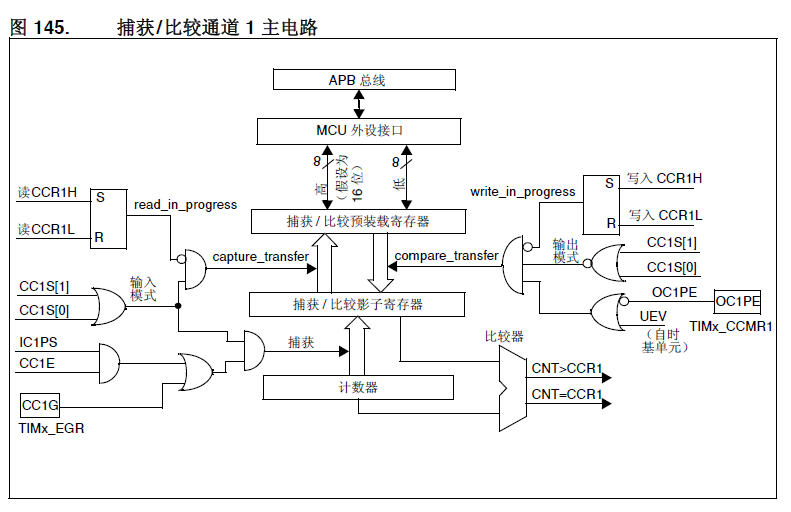 图 145. 捕获/比较通道 1 主电路
APB 总线
MCU 外设接口
8
高
(假设为
16 位)
8
低
读CCR1H
S
read_in_progress
读CCR1L
R
write_in_progress
S
写入 CCR1H
R
写入 CCR1L
捕获 / 比较预装载寄存器
capture_transfer
compare_transfer
输出
模式
CC1S[1]
CC1S[0]
CC1S[1]
CC1S[0]
输入
模式
捕获 / 比较影子寄存器
OC1PE
OC1PE
UEV
TIMx_CCMR1
(自时
基单元)
IC1PS
CC1E
捕获
比较器
CNT>CCR1
计数器
CNT=CCR1
CC1G
TIMx_EGR